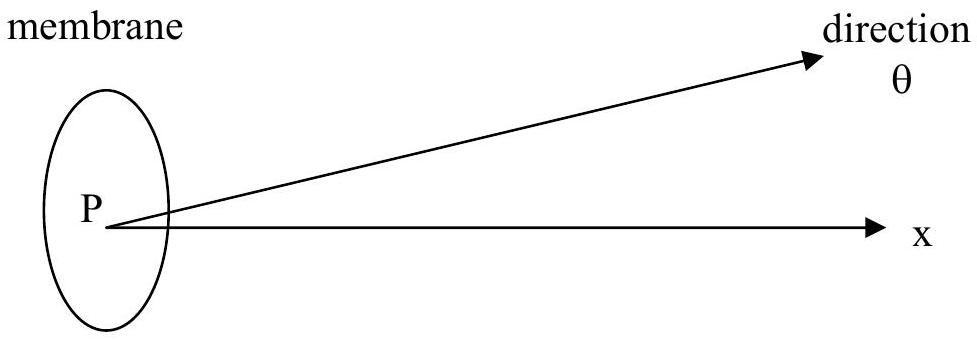 membrane
direction
θ
P
x